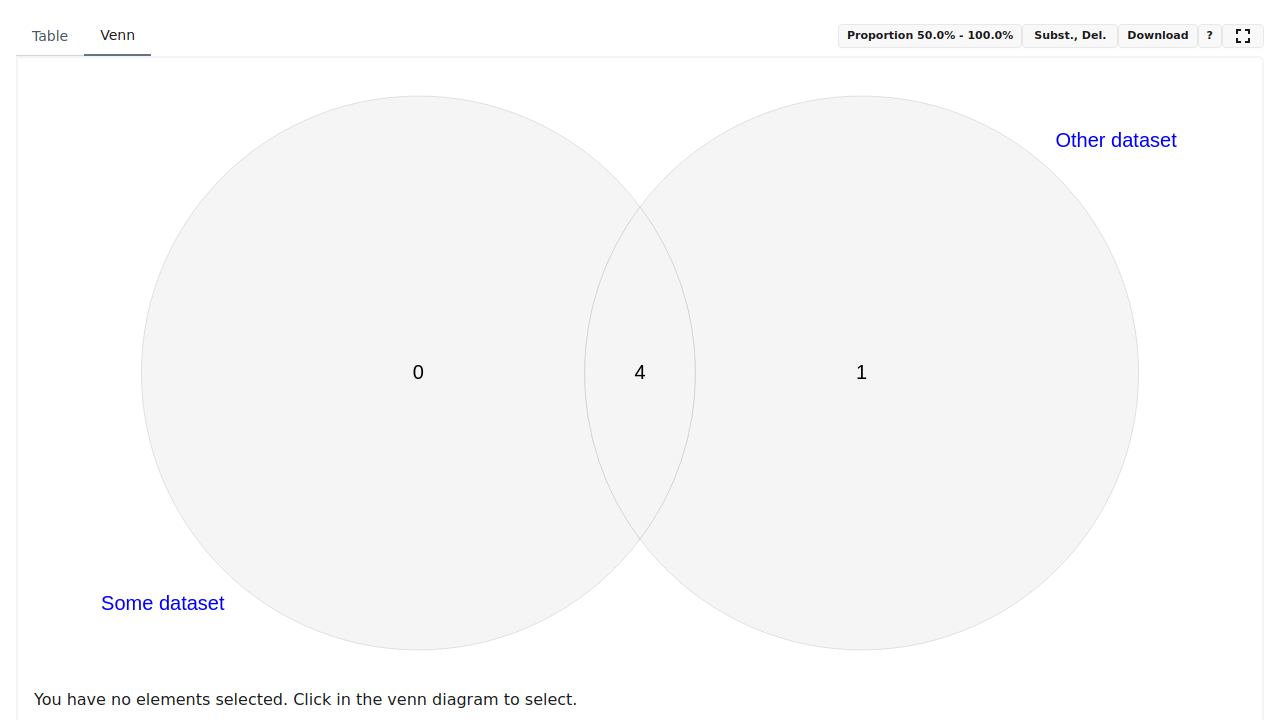 Table
Venn
Proportion 50.0% - 100.0%
Subst., Del.
Download
?
Other dataset
0
4
1
Some dataset
You have no elements selected. Click in the venn diagram to select.